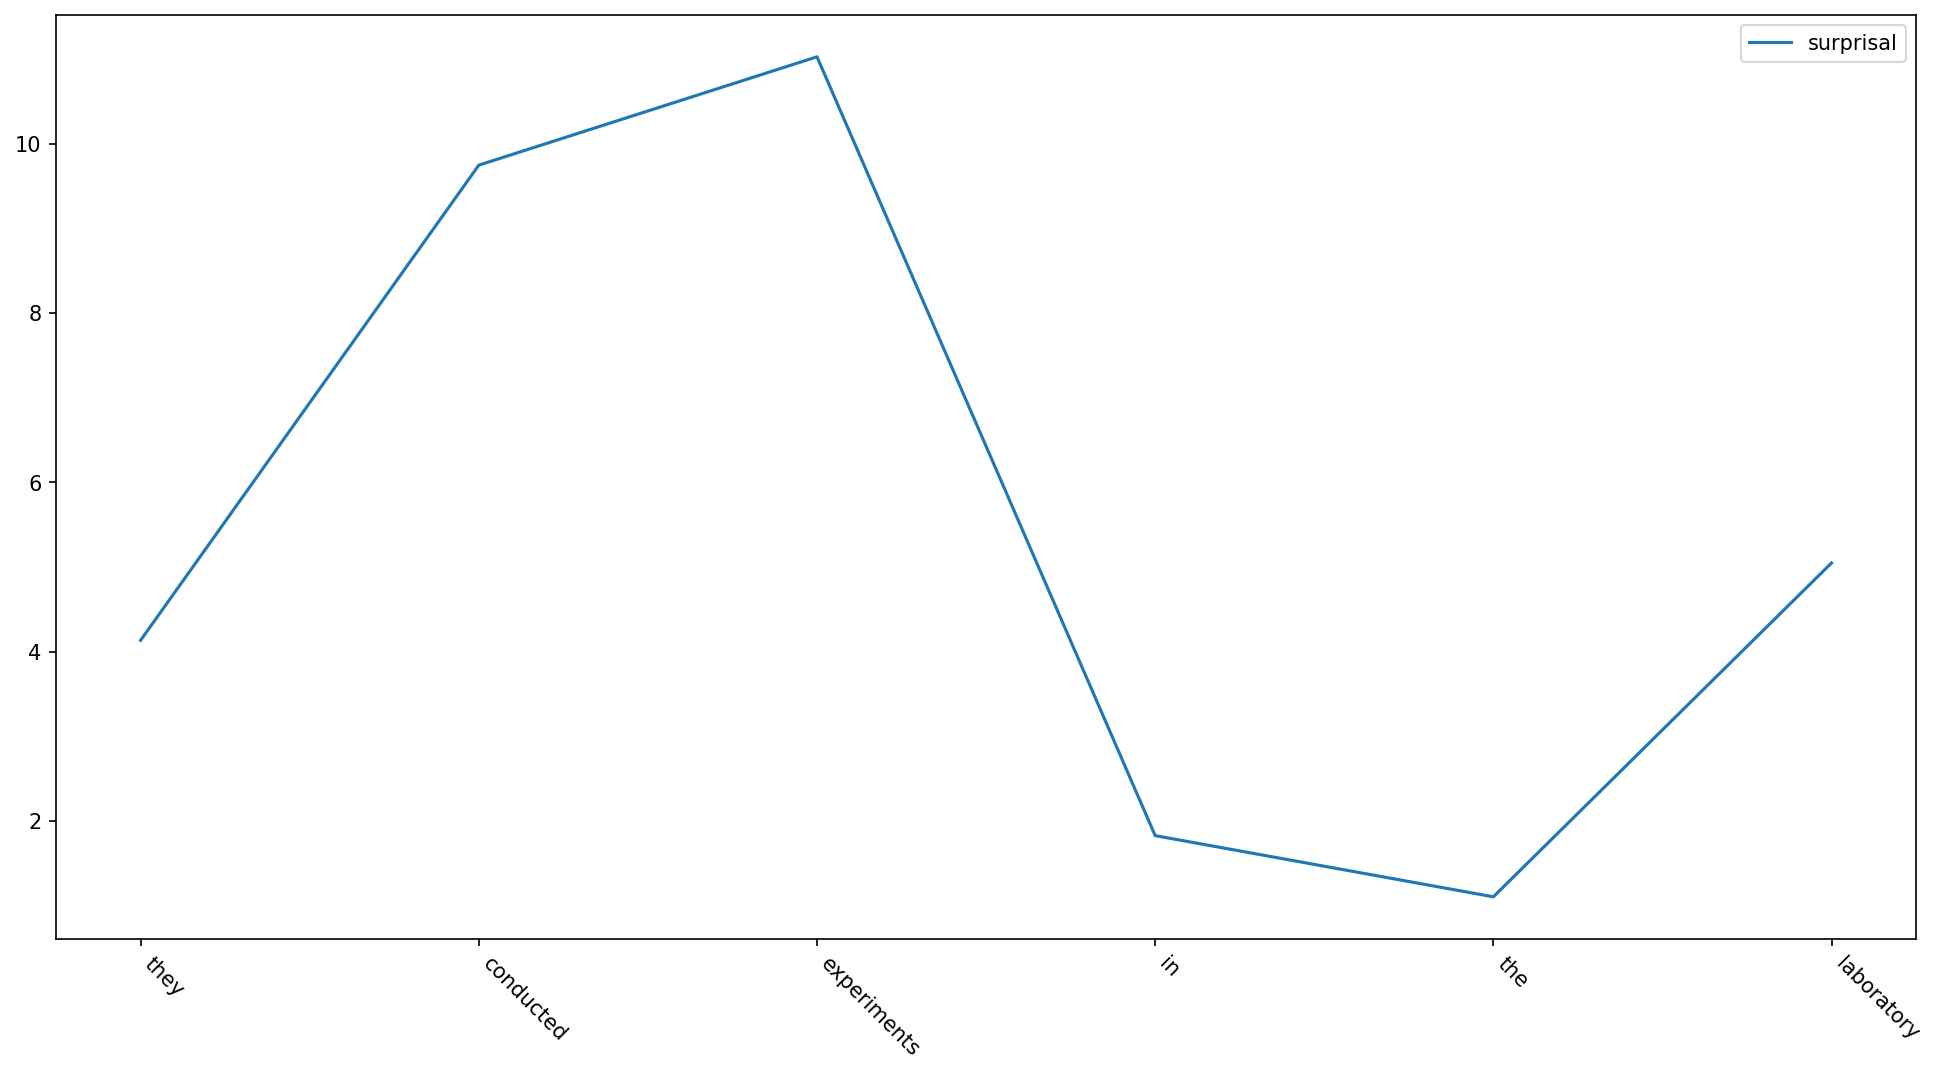 surprisal
10
8
6
4
2
they
conducted
experiments
in
the
laboratory